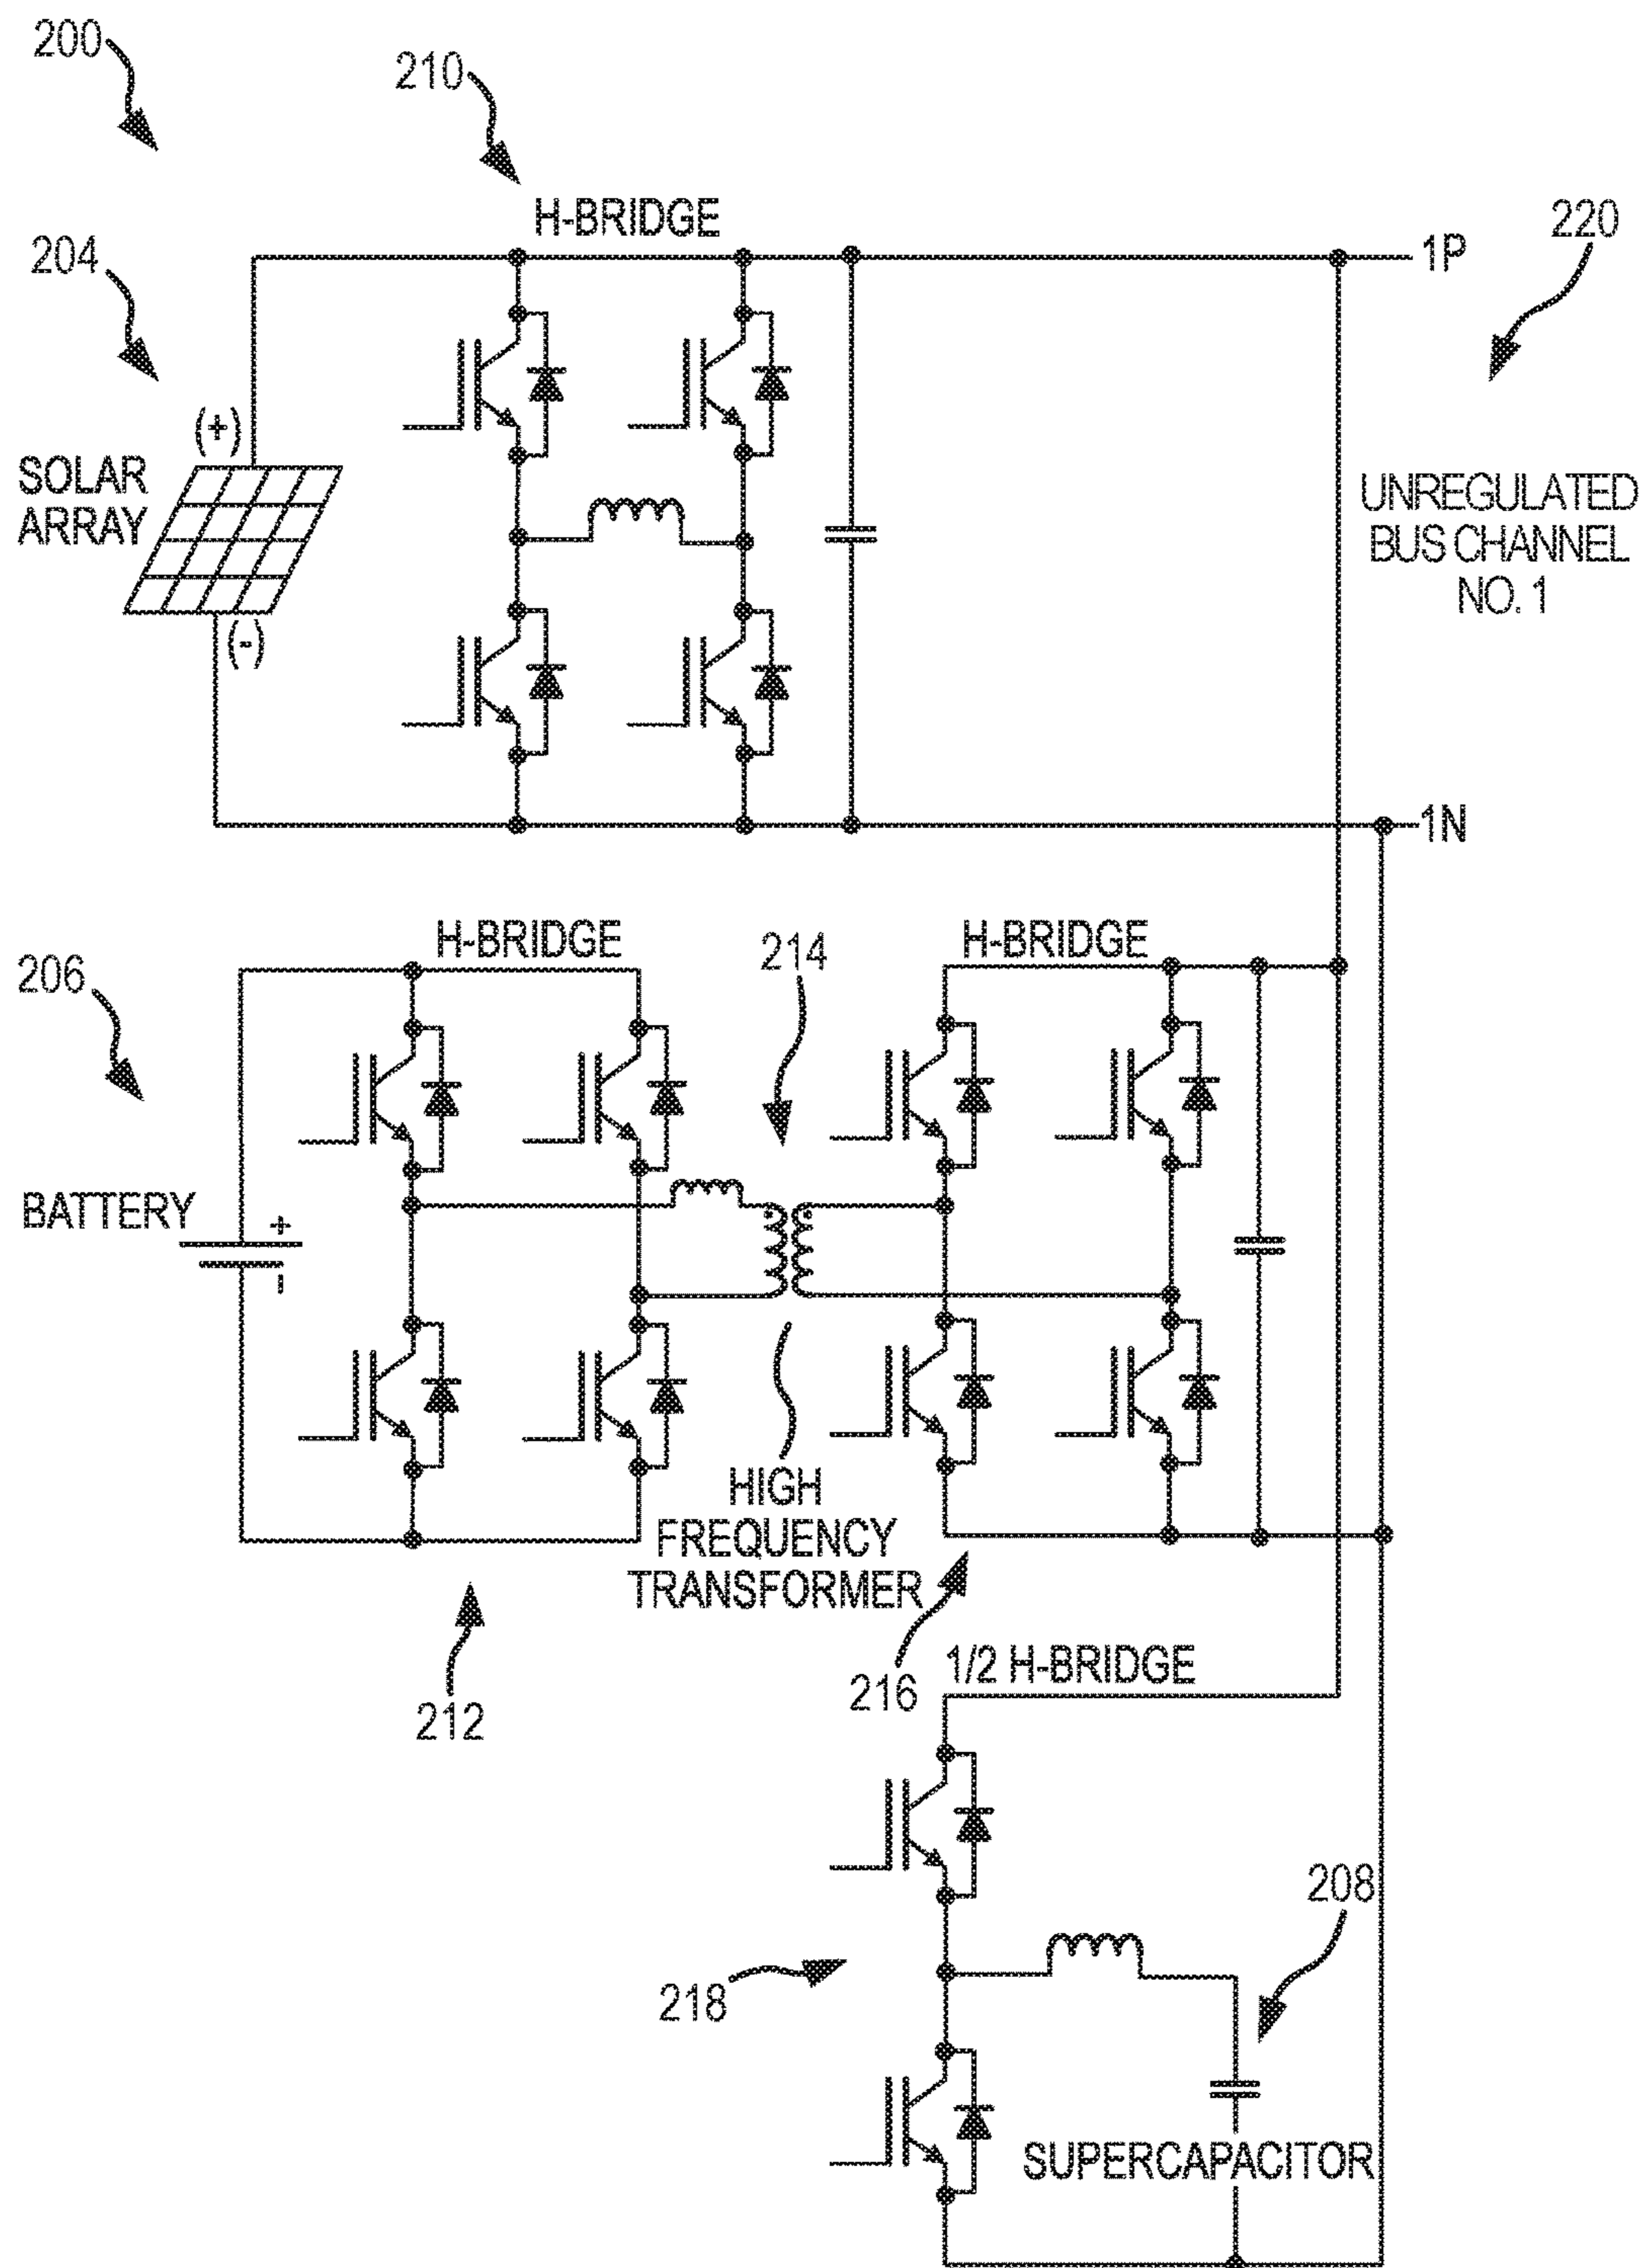 200
210
H-BRIDGE
220
204
1P
(+)
SOLAR
ARRAY
(-)
UNREGULATED
BUS CHANNEL
NO. 1
1N
H-BRIDGE
H-BRIDGE
214
206
BATTERY
+
–
HIGH
FREQUENCY
TRANSFORMER
212
216
1/2 H-BRIDGE
208
218
SUPERCAPACITOR